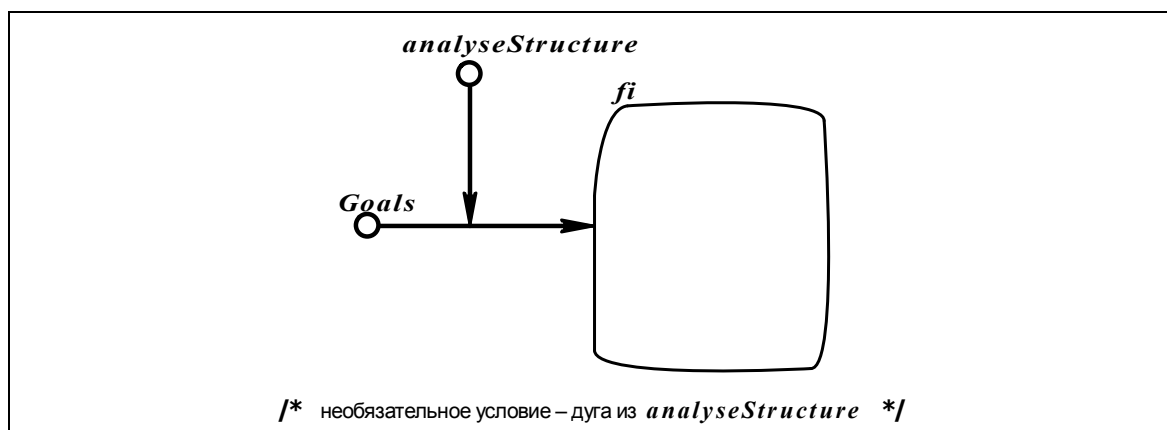 analyseStructure
fi
Goals
/* необязательное условие – дуга из analyseStructure */